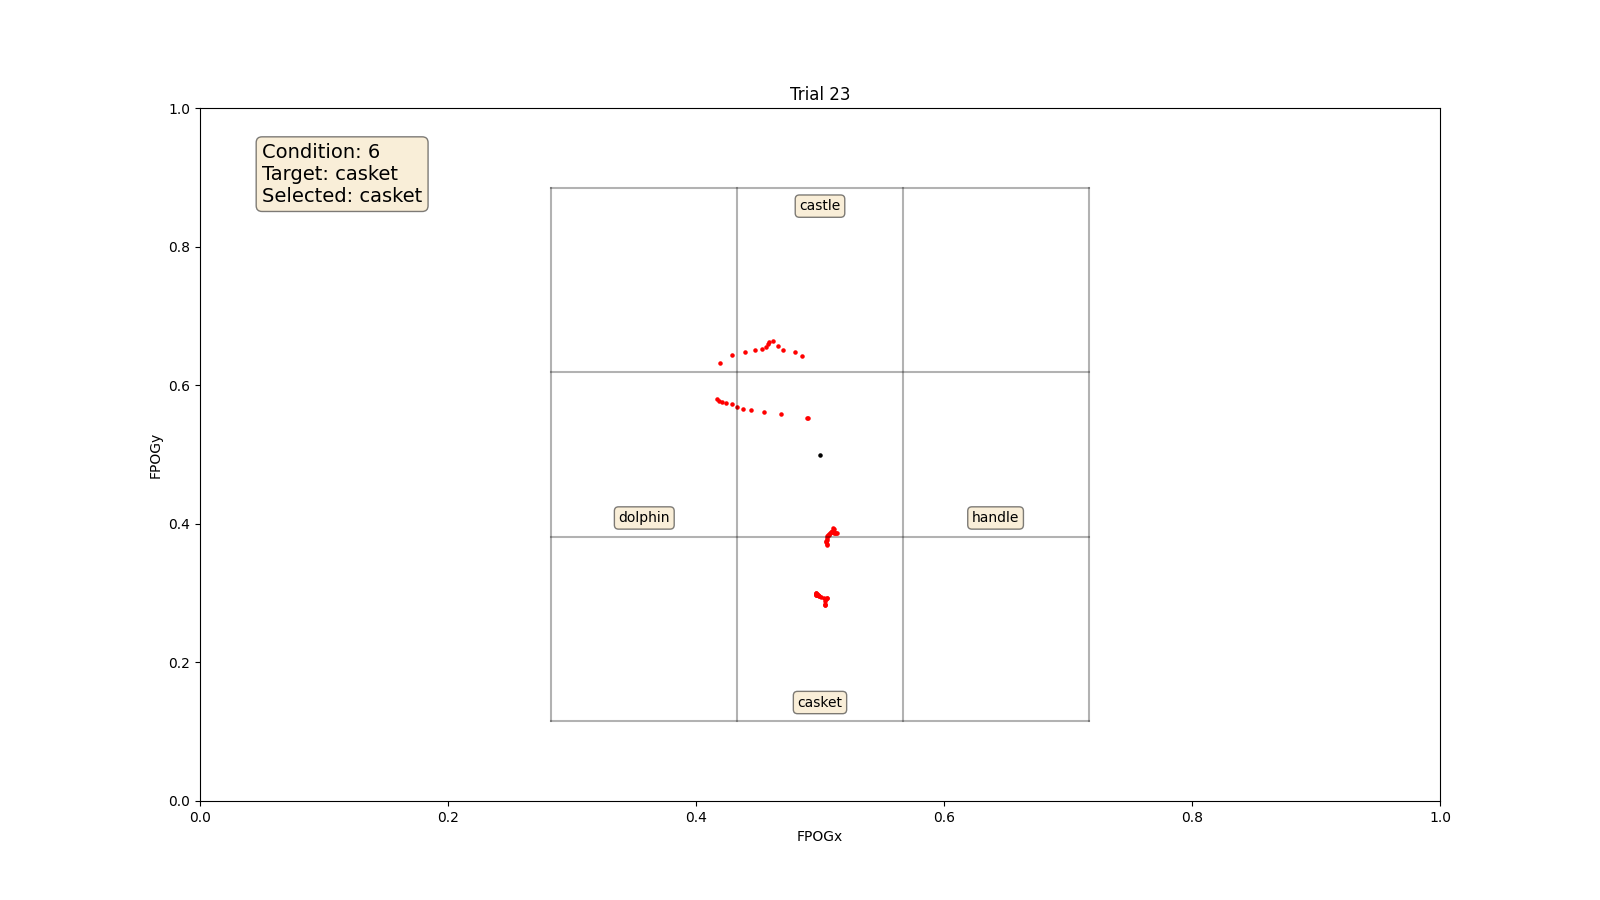 Trial 23
1.0
Condition: 6
Target: casket
Selected: casket
castle
0.8
0.6
FPOGy
dolphin
handle
0.4
0.2
casket
0.0
0.0 0.2 0.4 0.6 0.8 1.0
FPOGx